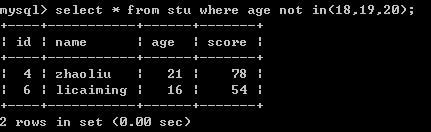 mysql> select * from stu where age not in(18,19,20);
+----+-----------+-----+-------+
| id | name      | age | score |
+----+-----------+-----+-------+
|  4 | zhaoliu   |  21 |    78 |
|  6 | licaiming |  16 |    54 |
+----+-----------+-----+-------+
2 rows in set (0.00 sec)